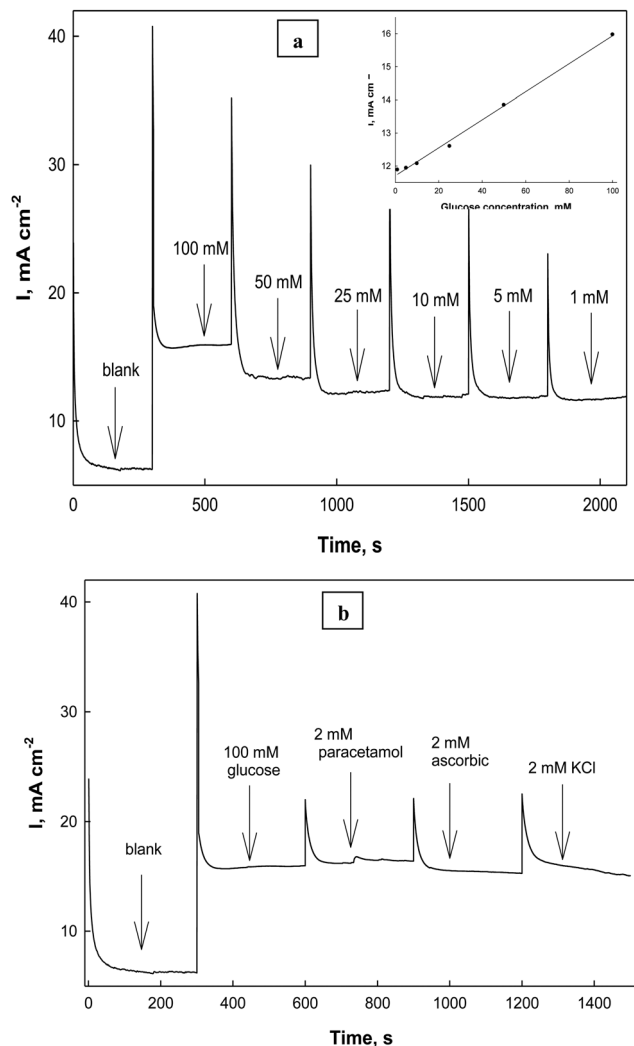 a
I, mA cm⁻²
40
30
20
10
blank
100 mM
50 mM
25 mM
10 mM
5 mM
1 mM
0
500
1000
1500
2000
Time, s
I, mA cm⁻
16
15
14
13
12
0
20
40
60
80
100
Glucose concentration, mM
b
I, mA cm⁻²
40
30
20
10
blank
100 mM
glucose
2 mM
paracetamol
2 mM
ascorbic
2 mM KCl
0
200
400
600
800
1000
1200
1400
Time, s